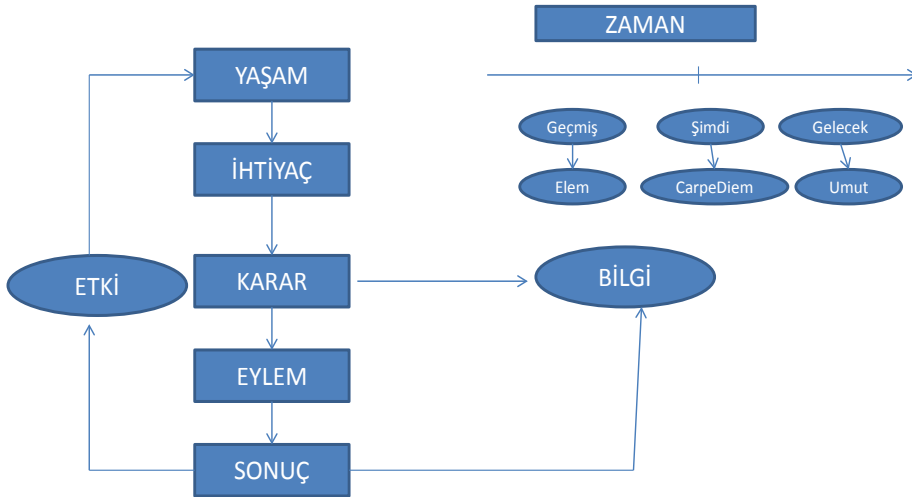 ZAMAN
YAŞAM
Geçmiş
Şimdi
Gelecek
İHTİYAÇ
Elem
CarpeDiem
Umut
ETKİ
KARAR
BİLGİ
EYLEM
SONUÇ